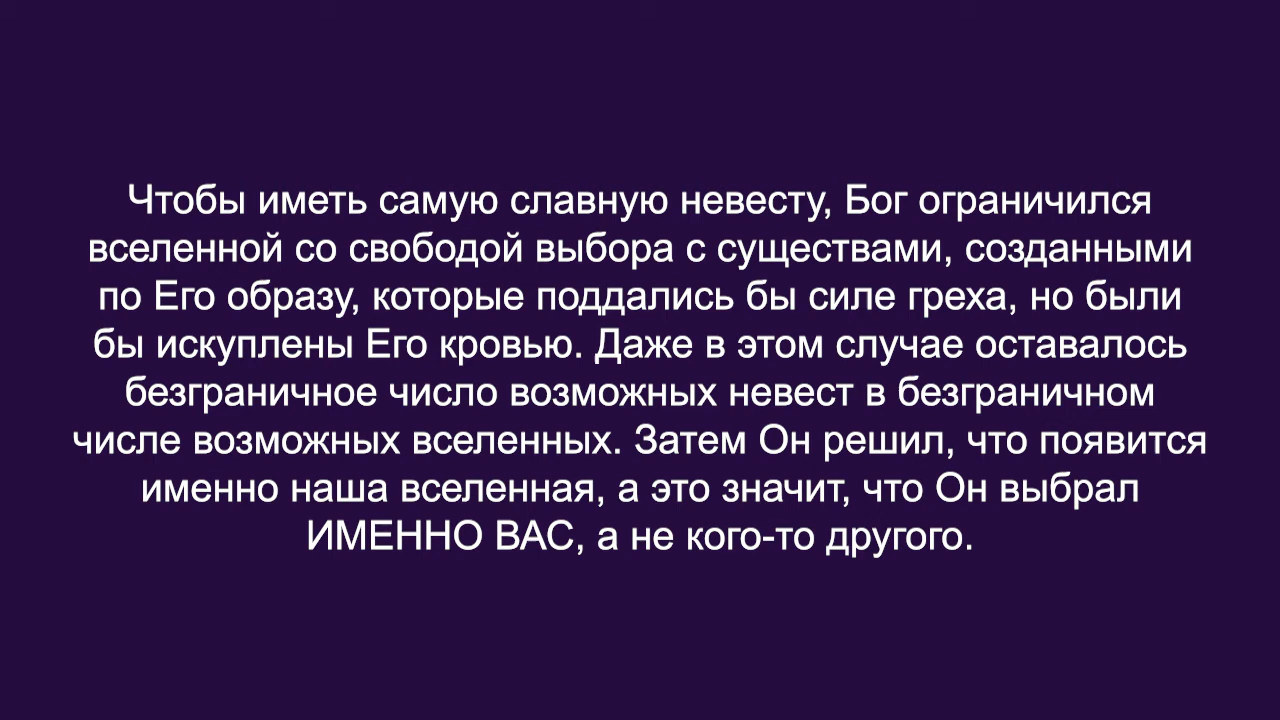 Чтобы иметь самую славную невесту, Бог ограничился
вселенной со свободой выбора с существами, созданными
по Его образу, которые поддались бы силе греха, но были
бы искуплены Его кровью. Даже в этом случае оставалось
безграничное число возможных невест в безграничном
числе возможных вселенных. Затем Он решил, что появится
именно наша вселенная, а это значит, что Он выбрал
ИМЕННО ВАС, а не кого-то другого.